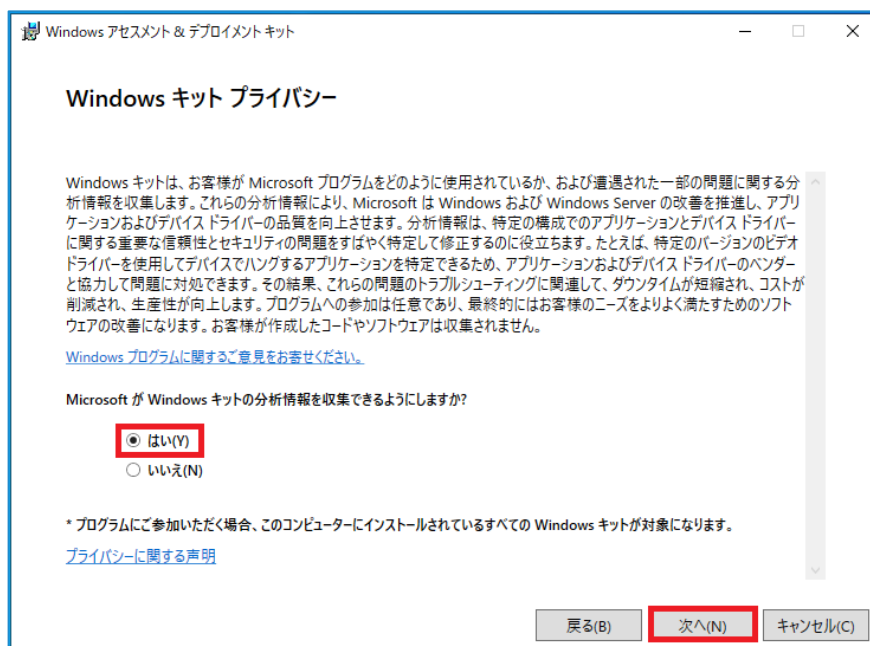 Windows アセスメント & デプロイメント キット
Windows キット プライバシー
Windows キットは、お客様が Microsoft プログラムをどのように使用されているか、および遭遇された一部の問題に関する分
析情報を収集します。これらの分析情報により、Microsoft は Windows および Windows Server の改善を推進し、アプリ
ケーションおよびデバイス ドライバーの品質を向上させます。分析情報は、特定の構成でのアプリケーションとデバイス ドライバー
に関する重要な信頼性とセキュリティの問題をすばやく特定して修正するのに役立ちます。たとえば、特定のバージョンのビデオ
ドライバーを使用してデバイスでハングするアプリケーションを特定できるため、アプリケーションおよびデバイス ドライバーのベンダー
と協力して問題に対処できます。その結果、これらの問題のトラブルシューティングに関連して、ダウンタイムが短縮され、コストが
削減され、生産性が向上します。プログラムへの参加は任意であり、最終的にはお客様のニーズをよりよく満たすためのソフト
ウェアの改善になります。お客様が作成したコードやソフトウェアは収集されません。
Windows プログラムに関するご意見をお寄せください。
Microsoft が Windows キットの分析情報を収集できるようにしますか?
はい(Y)
いいえ(N)
* プログラムにご参加いただく場合、このコンピューターにインストールされているすべての Windows キットが対象になります。
プライバシーに関する声明
戻る(B) 次へ(N) キャンセル(C)